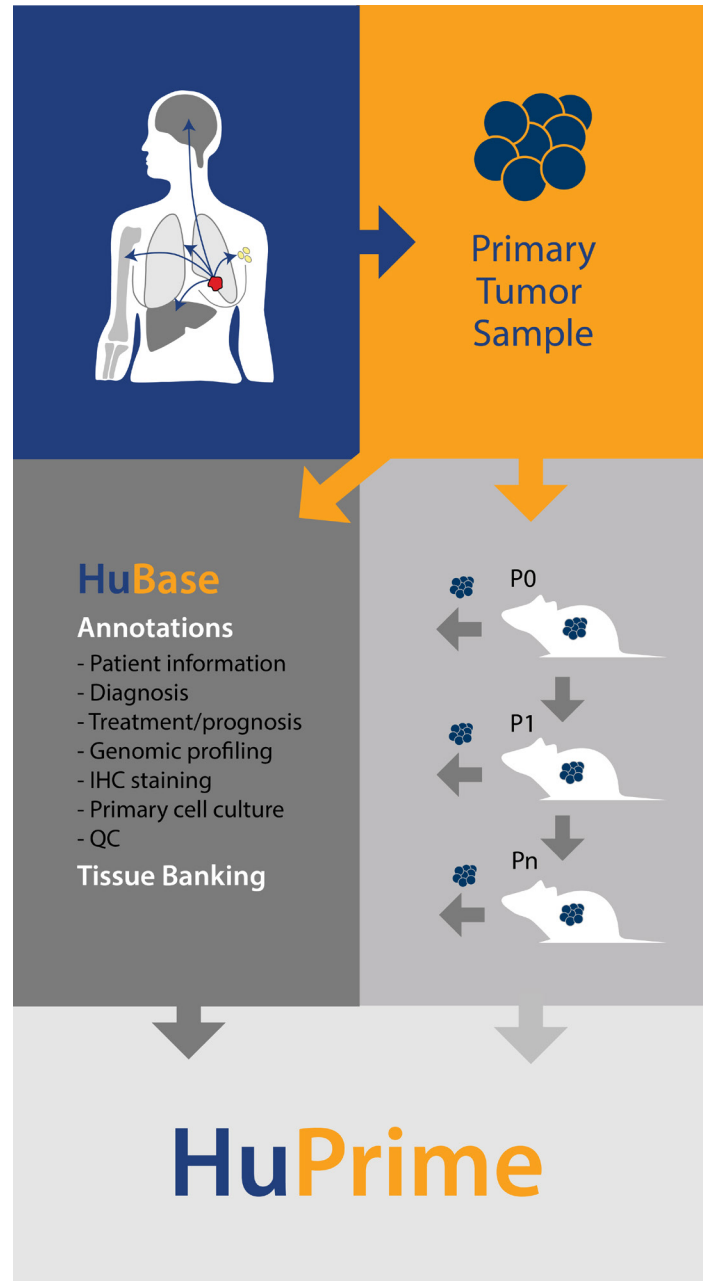 Primary
Tumor
Sample
HuBase
Annotations
- Patient information
- Diagnosis
- Treatment/prognosis
- Genomic profiling
- IHC staining
- Primary cell culture
- QC
Tissue Banking
P0
P1
Pn
HuPrime